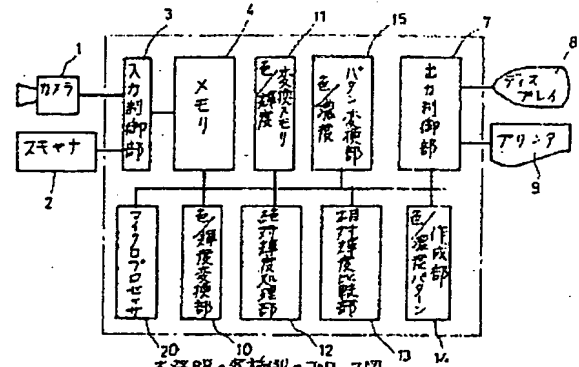 3
4
11
15
7
8
1
カメラ
入力制御部
メモリ
色/輝度
変換メモリ
色/濃度
パタン変換部
出力制御部
ディス
プレイ
スキャナ
2
プリンタ
9
マイクロプロセッサ
色/輝度変換部
絶対輝度処理部
相対輝度比較部
色/濃度パターン
作成部
20
10
12
13
14